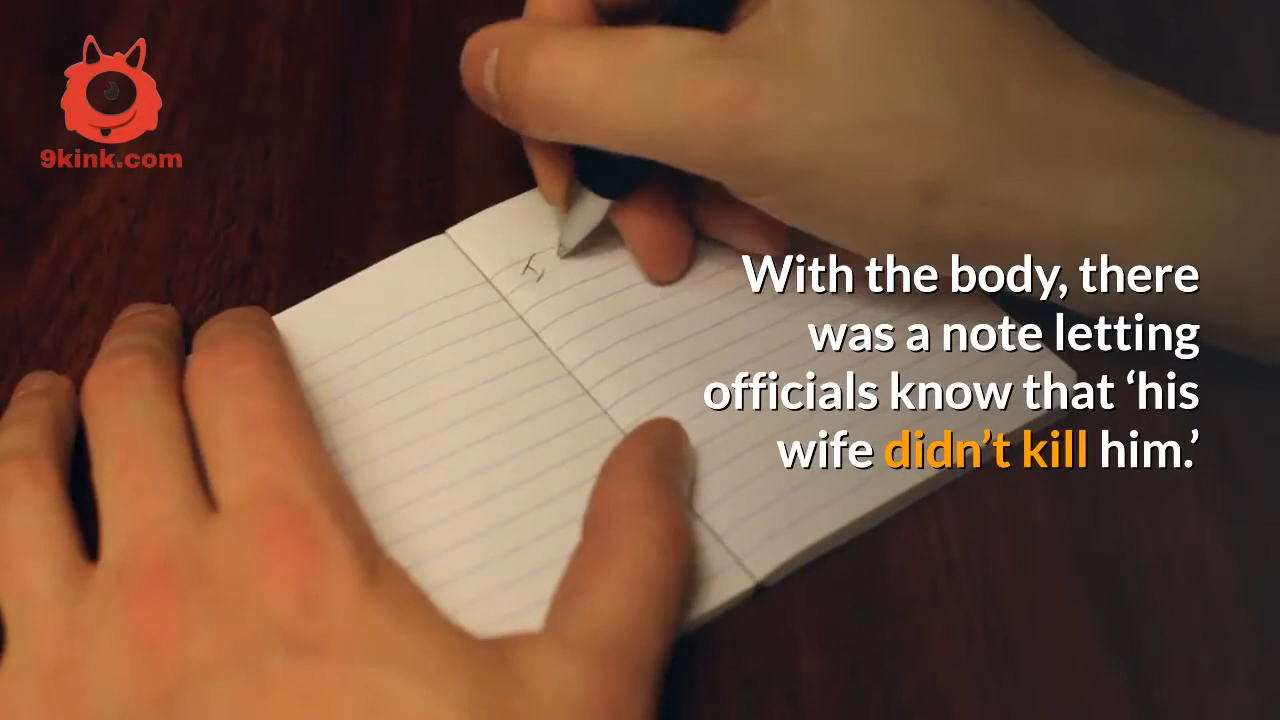 9kink.com
With the body, there
was a note letting
officials know that ‘his
wife didn’t kill him.’